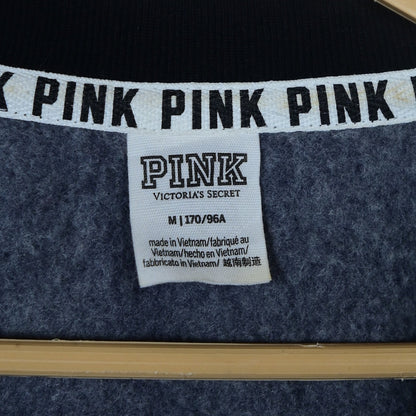 K PINK PINK PINK P
PINK
VICTORIA'S SECRET
M | 170/96A
made in Vietnam/fabriqué au
Vietnam/hecho en Vietnam/
fabbricato in Vietnam/ 越南制造